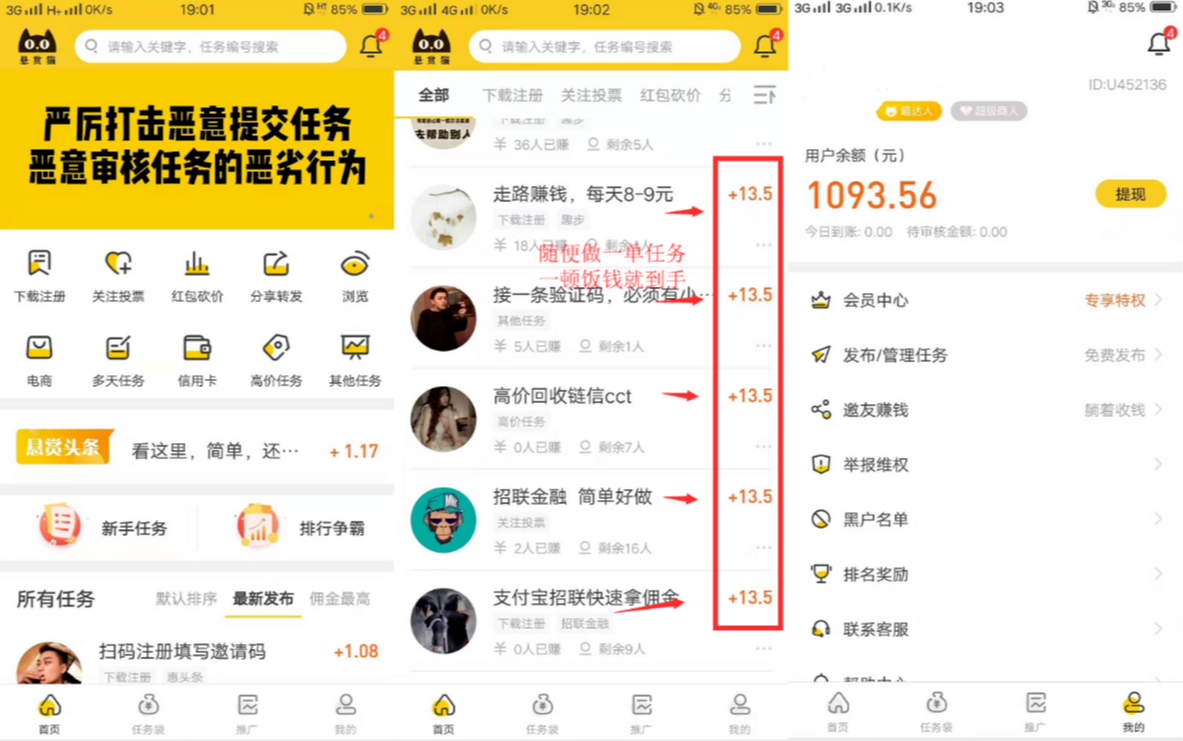 3G 4G H+ 0K/s
19:01
85%
悬赏猫
请输入关键字，任务编号搜索
4
严厉打击恶意提交任务
恶意审核任务的恶劣行为
下载注册
关注投票
红包砍价
分享转发
浏览
电商
多天任务
信用卡
高价任务
其他任务
悬赏头条
看这里，简单，还…
+1.17
新手任务
排行争霸
所有任务
默认排序
最新发布
佣金最高
扫码注册填写邀请码
+1.08
下载注册
惠头条
首页
任务袋
推广
我的
3G 4G 0K/s
19:02
4G 85%
悬赏猫
请输入关键字，任务编号搜索
4
全部
下载注册
关注投票
红包砍价
分
去帮助别人
下载注册
趣步
36人已赚
剩余5人
走路赚钱，每天8-9元
+13.5
下载注册
趣步
18人已赚
剩余4人
随便做一单任务
一顿饭钱就到手
接一条验证码，必须有少…
+13.5
其他任务
5人已赚
剩余1人
高价回收链信cct
+13.5
高价任务
0人已赚
剩余7人
招联金融 简单好做
+13.5
关注投票
2人已赚
剩余16人
支付宝招联快速拿佣金
+13.5
下载注册
招联金融
0人已赚
剩余9人
首页
任务袋
推广
我的
3G 3G 0.1K/s
19:03
3G 85%
4
ID:U452136
猫达人
超级商人
用户余额（元）
1093.56
提现
今日到账: 0.00
待审核金额: 0.00
会员中心
专享特权
发布/管理任务
免费发布
邀友赚钱
躺着收钱
举报维权
黑户名单
排名奖励
联系客服
帮助中心
首页
任务袋
推广
我的